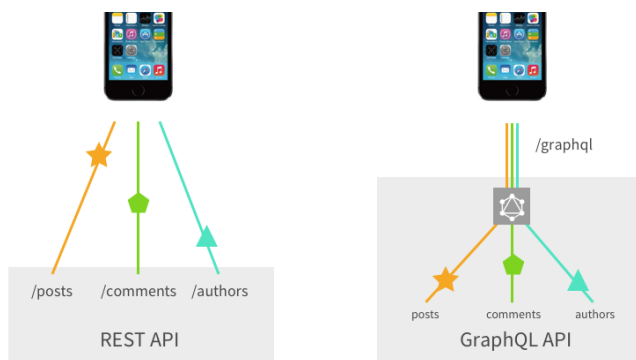 /posts
/comments
/authors
REST API
/graphql
posts
comments
authors
GraphQL API